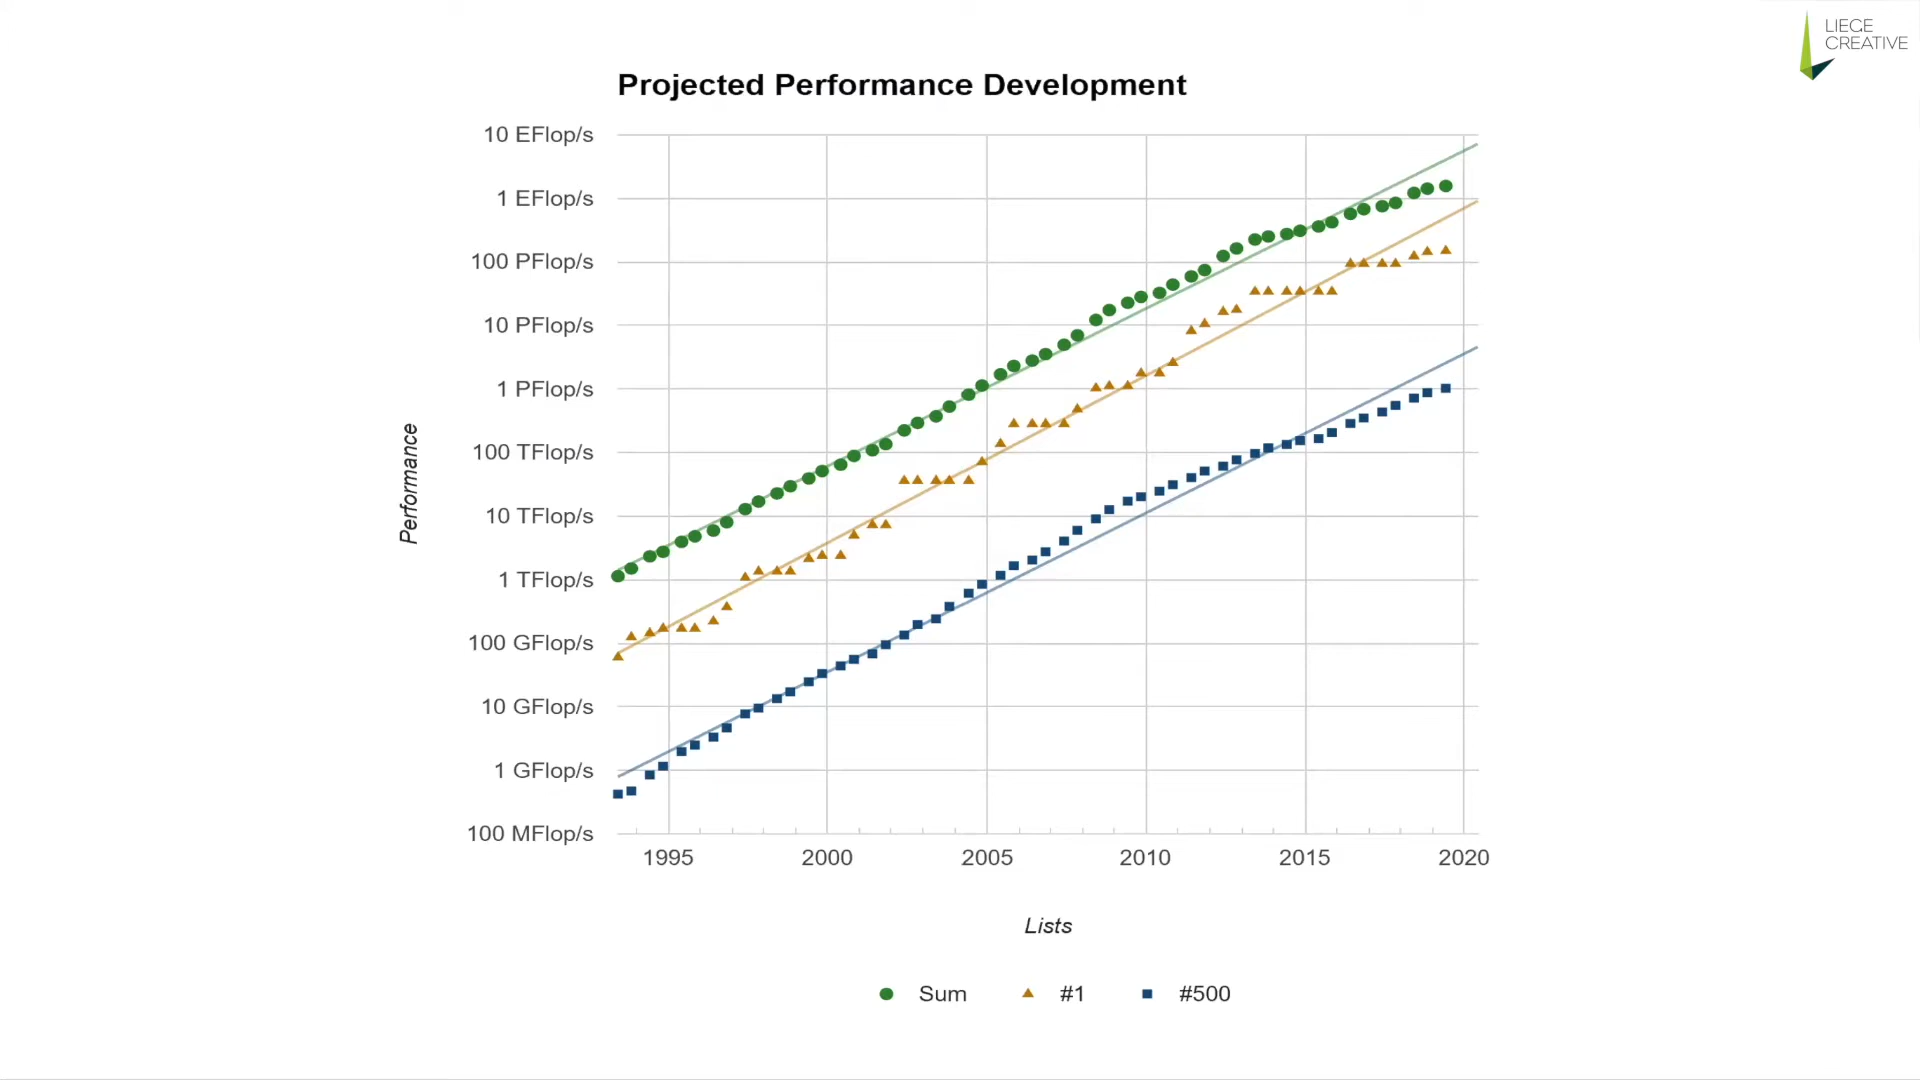 LIEGE
CREATIVE
Projected Performance Development
10 EFlop/s
1 EFlop/s
100 PFlop/s
10 PFlop/s
1 PFlop/s
100 TFlop/s
10 TFlop/s
1 TFlop/s
100 GFlop/s
10 GFlop/s
1 GFlop/s
100 MFlop/s
Performance
1995 2000 2005 2010 2015 2020
Lists
Sum #1 #500